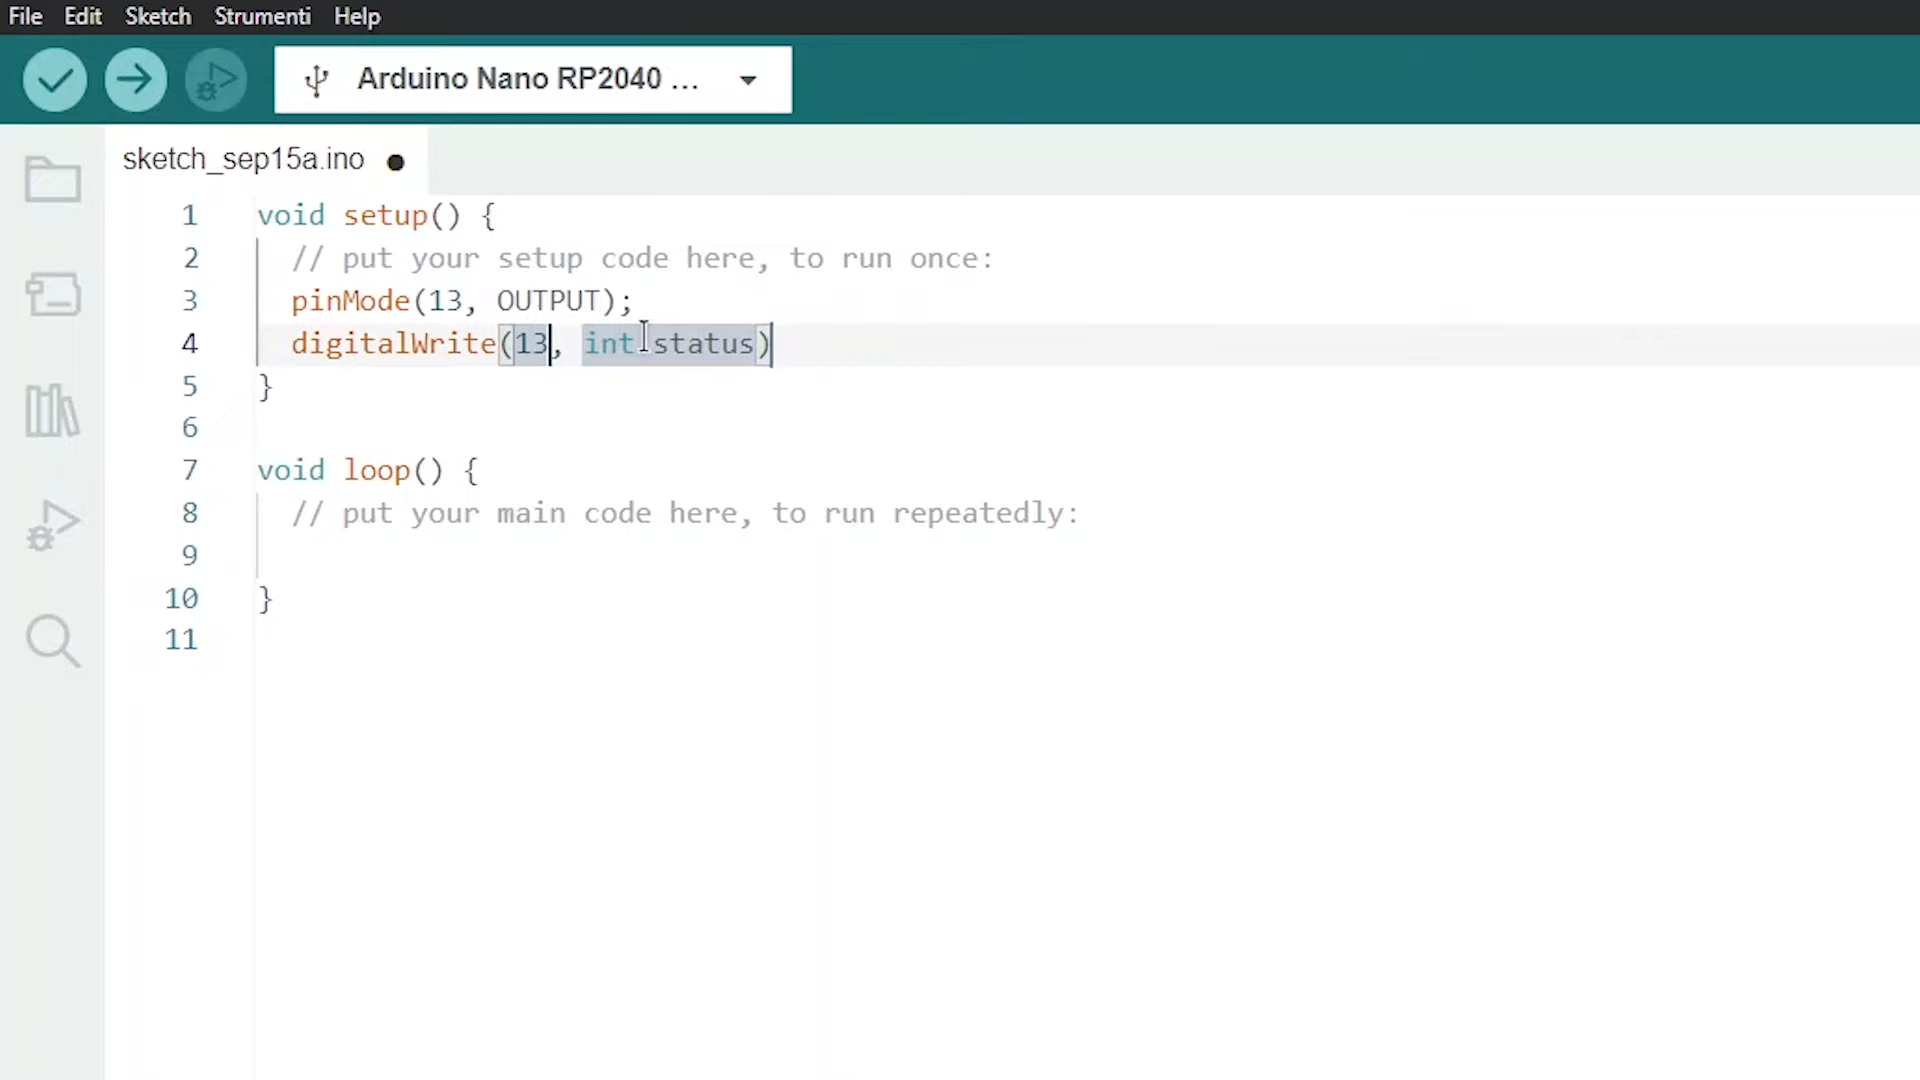 File Edit Sketch Strumenti Help
Arduino Nano RP2040 ...
sketch_sep15a.ino ●
1 void setup() {
2 // put your setup code here, to run once:
3 pinMode(13, OUTPUT);
4 digitalWrite(13, int status)
5 }
6
7 void loop() {
8 // put your main code here, to run repeatedly:
9
10 }
11